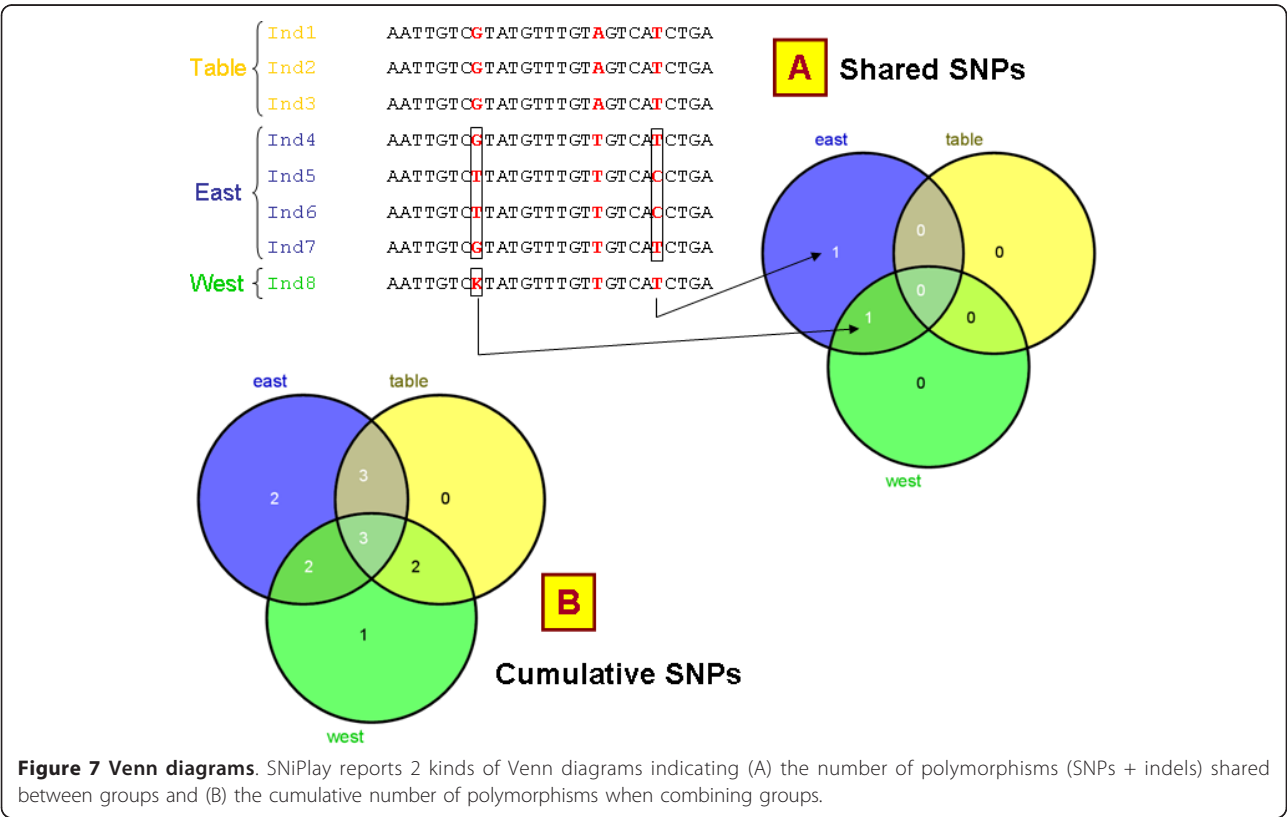 Table
Ind1 AATTGTCGTATGTTTGTAGTCATCTGA
Ind2 AATTGTCGTATGTTTGTAGTCATCTGA
Ind3 AATTGTCGTATGTTTGTAGTCATCTGA
East
Ind4 AATTGTCGTATGTTTGTTGTCATCTGA
Ind5 AATTGTCTTATGTTTGTTGTCACCTGA
Ind6 AATTGTCTTATGTTTGTTGTCACCTGA
Ind7 AATTGTCGTATGTTTGTTGTCATCTGA
West
Ind8 AATTGTCKTATGTTTGTTGTCATCTGA
A Shared SNPs
east table
1 0 0
0
1 0
0
west
east table
2 3 0
3
2 2
1
west
B
Cumulative SNPs
Figure 7 Venn diagrams. SNiPlay reports 2 kinds of Venn diagrams indicating (A) the number of polymorphisms (SNPs + indels) shared
between groups and (B) the cumulative number of polymorphisms when combining groups.